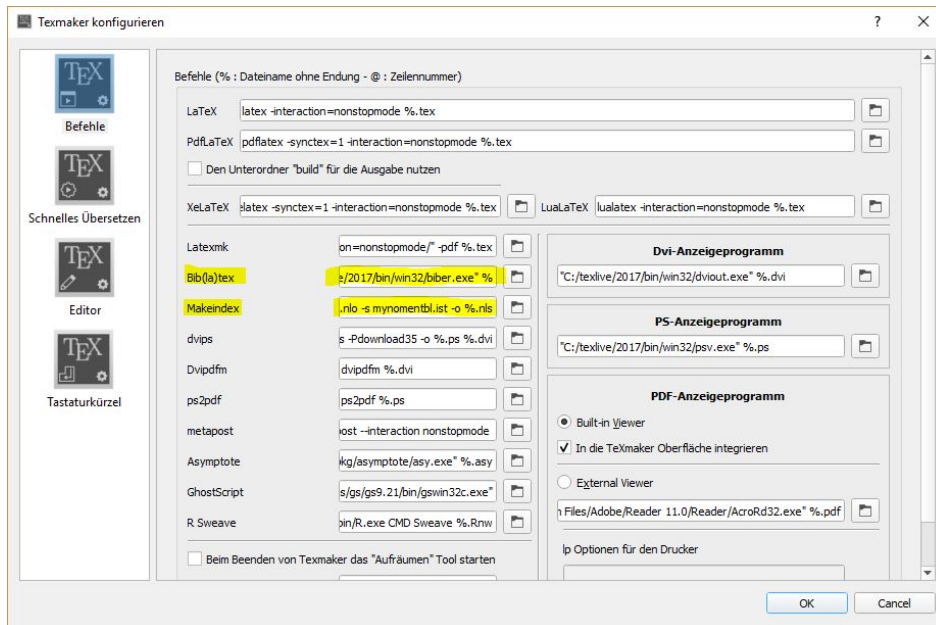 Texmaker konfigurieren
?
Befehle
Schnelles Übersetzen
Editor
Tastaturkürzel
Befehle (% : Dateiname ohne Endung - @ : Zeilennummer)
LaTeX latex -interaction=nonstopmode %.tex
PdfLaTeX pdflatex -synctex=1 -interaction=nonstopmode %.tex
Den Unterordner "build" für die Ausgabe nutzen
XeLaTeX elatex -synctex=1 -interaction=nonstopmode %.tex LuaLaTeX lualatex -interaction=nonstopmode %.tex
Latexmk on=nonstopmode/" -pdf %.tex
Bib(la)tex e/2017/bin/win32/biber.exe" %
Makeindex .nlo -s mynomentbl.ist -o %.nls
dvips s -Pdownload35 -o %.ps %.dvi
Dvipdfm dvipdfm %.dvi
ps2pdf ps2pdf %.ps
metapost post --interaction nonstopmode
Asymptote kg/asymptote/asy.exe" %.asy
GhostScript s/gs/gs9.21/bin/gswin32c.exe"
R Sweave bin/R.exe CMD Sweave %.Rnw
Beim Beenden von Texmaker das "Aufräumen" Tool starten
Dvi-Anzeigeprogramm
"C:/texlive/2017/bin/win32/dviout.exe" %.dvi
PS-Anzeigeprogramm
"C:/texlive/2017/bin/win32/psv.exe" %.ps
PDF-Anzeigeprogramm
Built-in Viewer
In die TeXmaker Oberfläche integrieren
External Viewer
n Files/Adobe/Reader 11.0/Reader/AcroRd32.exe" %.pdf
lp Optionen für den Drucker
OK
Cancel